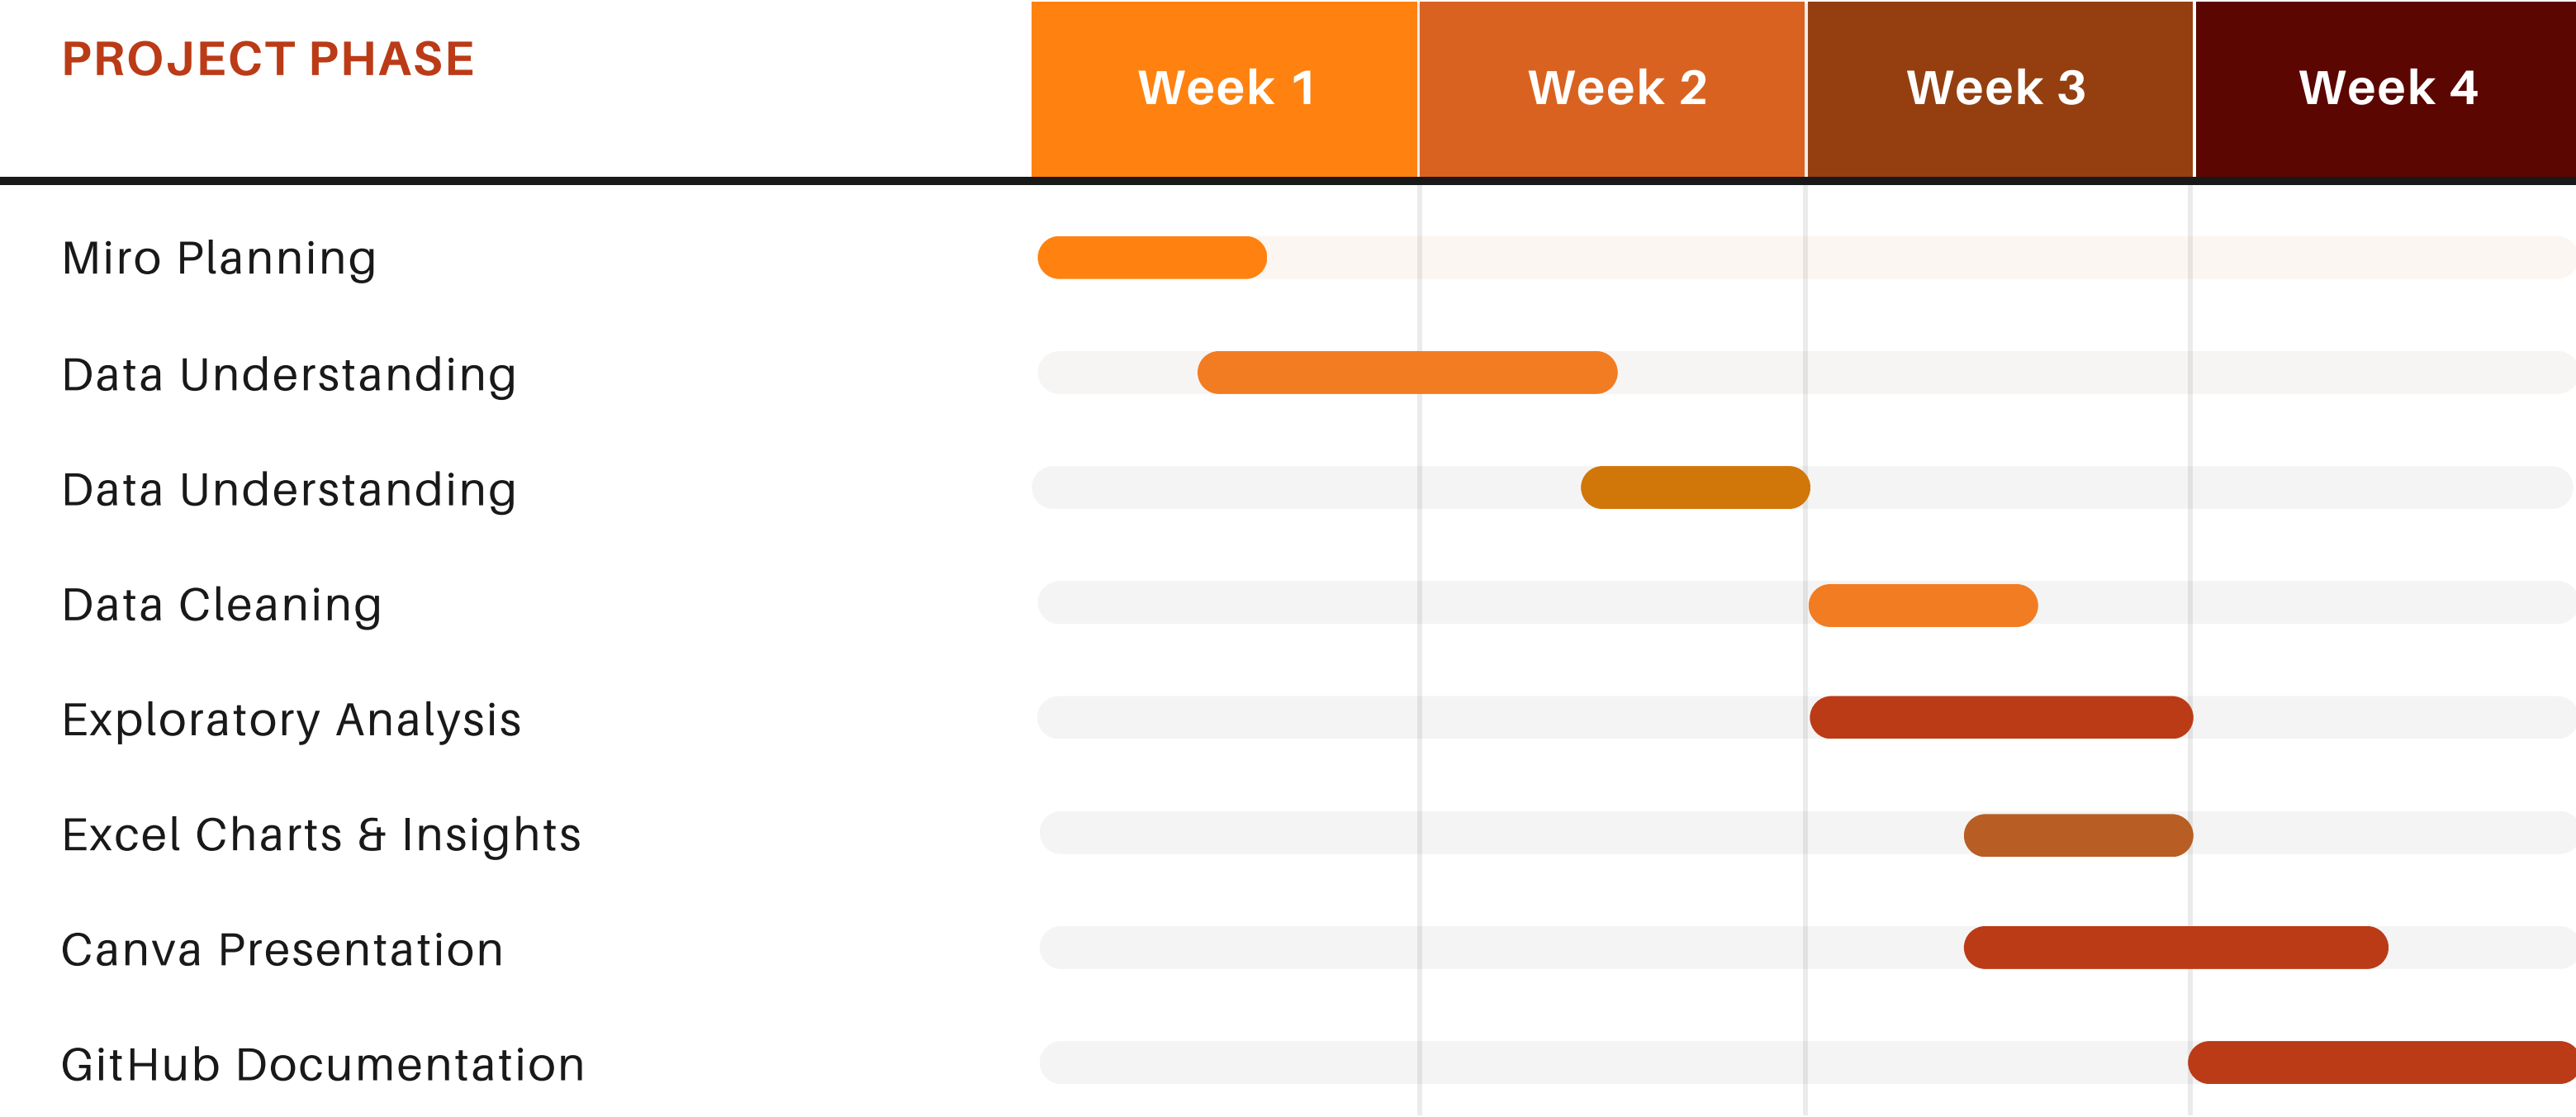 PROJECT PHASE
Week 1
Week 2
Week 3
Week 4
Miro Planning
Data Understanding
Data Understanding
Data Cleaning
Exploratory Analysis
Excel Charts & Insights
Canva Presentation
GitHub Documentation